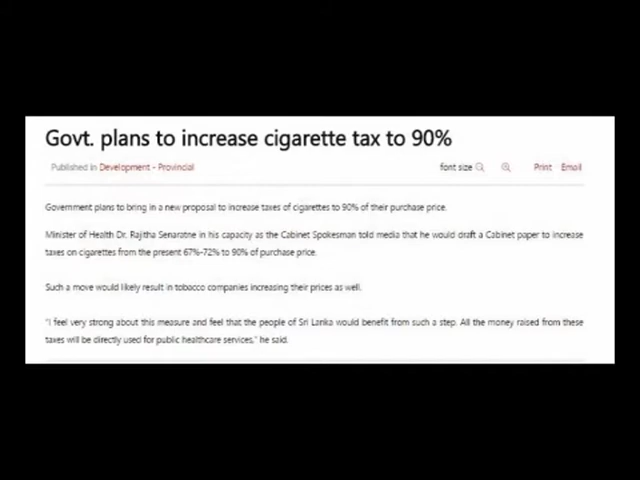 Govt. plans to increase cigarette tax to 90%
Published in Development - Provincial font size Print Email
Government plans to bring in a new proposal to increase taxes of cigarettes to 90% of their purchase price.
Minister of Health Dr. Rajitha Senaratne in his capacity as the Cabinet Spokesman told media that he would draft a Cabinet paper to increase
taxes on cigarettes from the present 67%-72% to 90% of purchase price.
Such a move would likely result in tobacco companies increasing their prices as well.
"I feel very strong about this measure and feel that the people of Sri Lanka would benefit from such a step. All the money raised from these
taxes will be directly used for public healthcare services," he said.